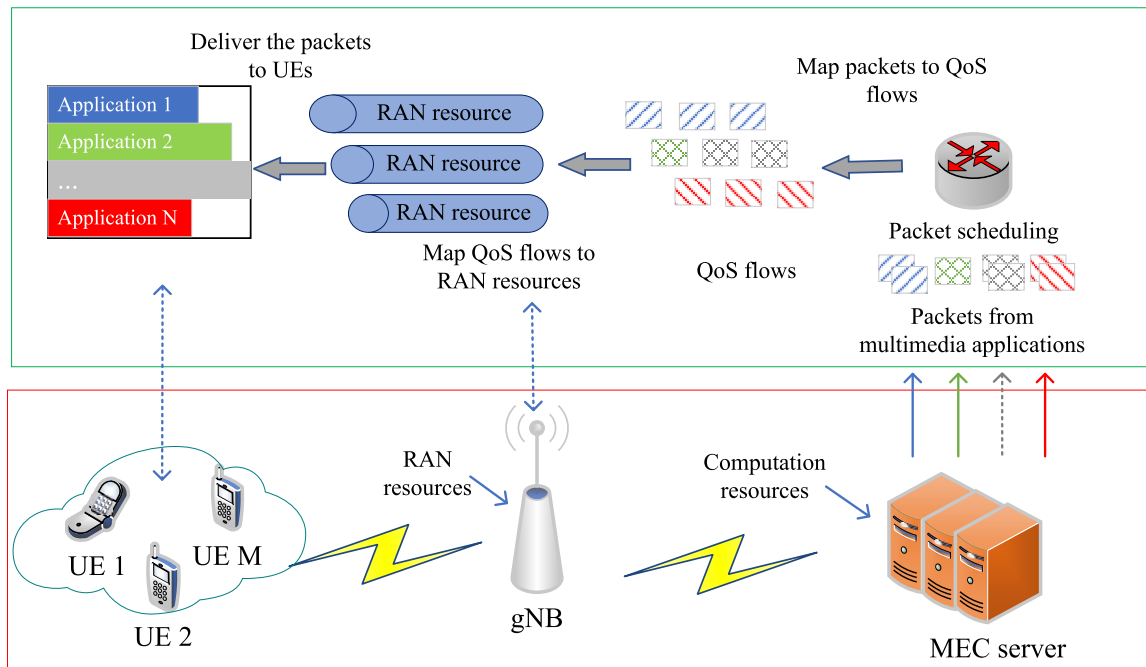 Deliver the packets
to UEs
Map packets to QoS
flows
Application 1
Application 2
...
Application N
RAN resource
RAN resource
RAN resource
Map QoS flows to
RAN resources
QoS flows
Packet scheduling
Packets from
multimedia applications
RAN
resources
Computation
resources
UE 1
UE M
UE 2
gNB
MEC server